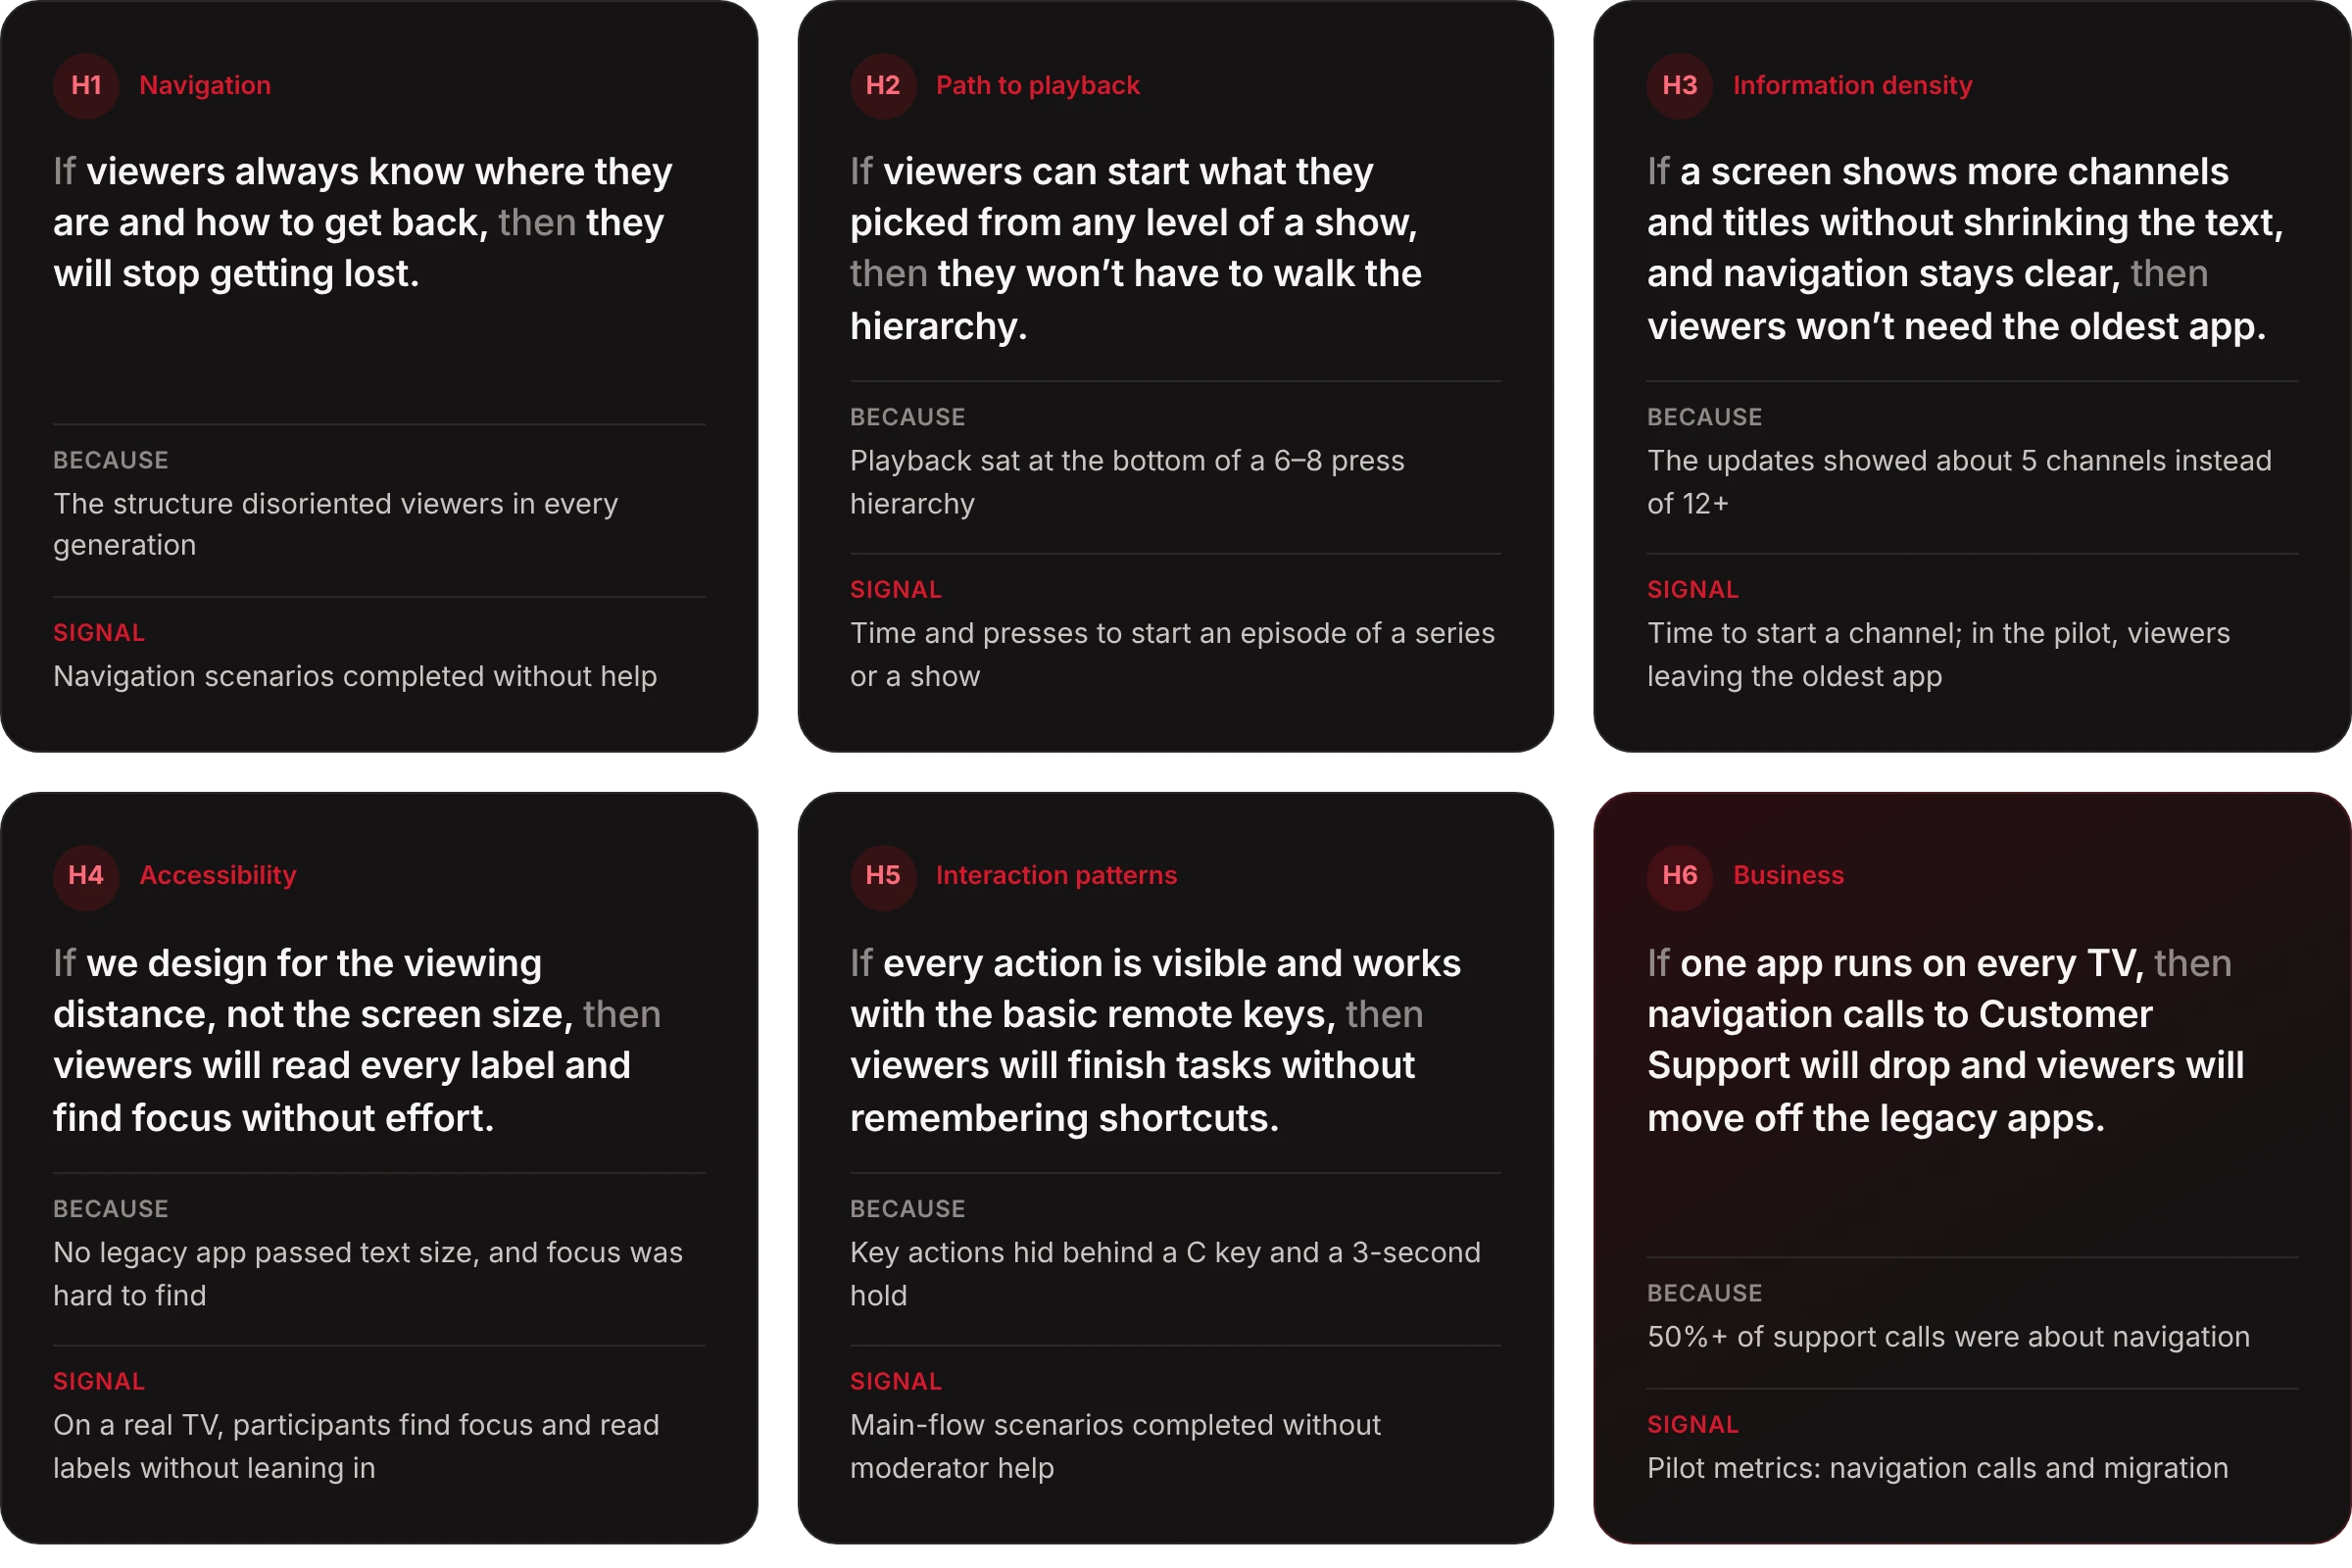 H1 Navigation
If viewers always know where they
are and how to get back, then they
will stop getting lost.
BECAUSE
The structure disoriented viewers in every
generation
SIGNAL
Navigation scenarios completed without help
H2 Path to playback
If viewers can start what they
picked from any level of a show,
then they won’t have to walk the
hierarchy.
BECAUSE
Playback sat at the bottom of a 6–8 press
hierarchy
SIGNAL
Time and presses to start an episode of a series
or a show
H3 Information density
If a screen shows more channels
and titles without shrinking the text,
and navigation stays clear, then
viewers won’t need the oldest app.
BECAUSE
The updates showed about 5 channels instead
of 12+
SIGNAL
Time to start a channel; in the pilot, viewers
leaving the oldest app
H4 Accessibility
If we design for the viewing
distance, not the screen size, then
viewers will read every label and
find focus without effort.
BECAUSE
No legacy app passed text size, and focus was
hard to find
SIGNAL
On a real TV, participants find focus and read
labels without leaning in
H5 Interaction patterns
If every action is visible and works
with the basic remote keys, then
viewers will finish tasks without
remembering shortcuts.
BECAUSE
Key actions hid behind a C key and a 3-second
hold
SIGNAL
Main-flow scenarios completed without
moderator help
H6 Business
If one app runs on every TV, then
navigation calls to Customer
Support will drop and viewers will
move off the legacy apps.
BECAUSE
50%+ of support calls were about navigation
SIGNAL
Pilot metrics: navigation calls and migration